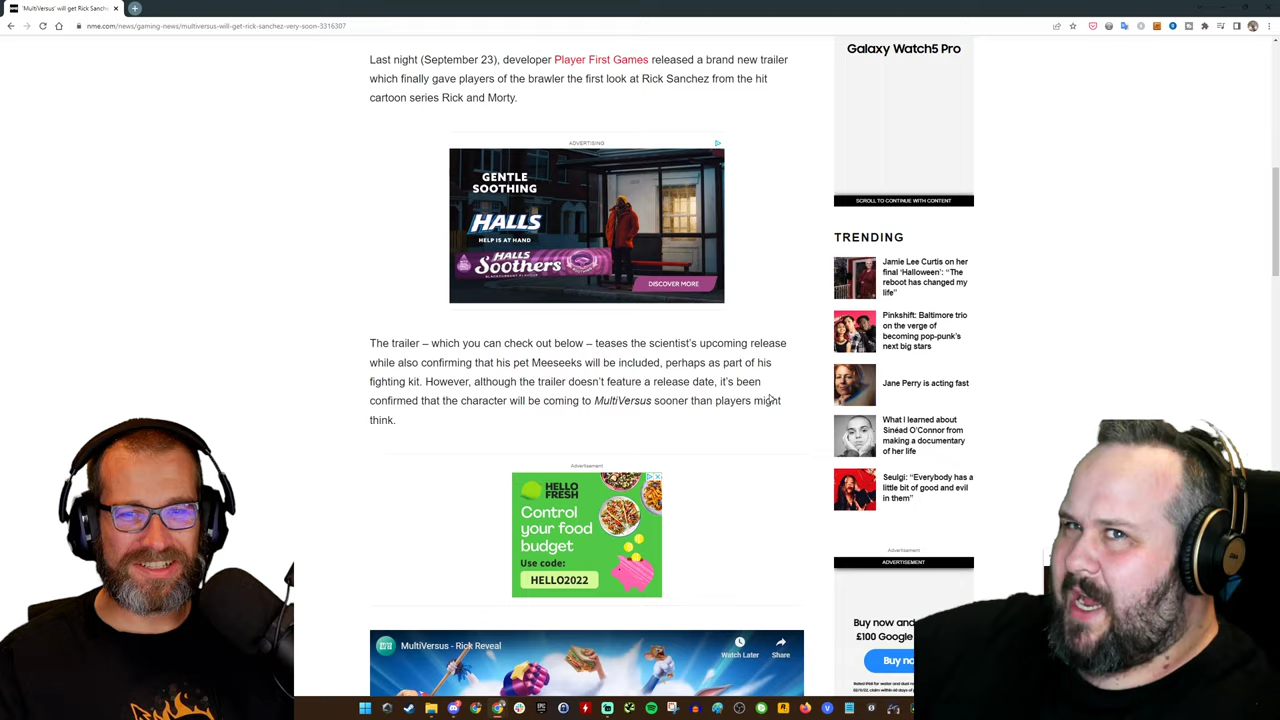 'MultiVersus' will get Rick Sanch
nme.com/news/gaming-news/multiversus-will-get-rick-sanchez-very-soon-3316307
Last night (September 23), developer Player First Games released a brand new trailer
which finally gave players of the brawler the first look at Rick Sanchez from the hit
cartoon series Rick and Morty.
ADVERTISING
GENTLE
SOOTHING
HALLS
HELP IS AT HAND
HALLS
Soothers
DISCOVER MORE
The trailer – which you can check out below – teases the scientist's upcoming release
while also confirming that his pet Meeseeks will be included, perhaps as part of his
fighting kit. However, although the trailer doesn't feature a release date, it's been
confirmed that the character will be coming to MultiVersus sooner than players might
think.
Advertisement
HELLO
FRESH
Control
your food
budget
Use code:
HELLO2022
MultiVersus - Rick Reveal
Watch Later
Share
Galaxy Watch5 Pro
SCROLL TO CONTINUE WITH CONTENT
TRENDING
Jamie Lee Curtis on her
final 'Halloween': "The
reboot has changed my
life"
Pinkshift: Baltimore trio
on the verge of
becoming pop-punk's
next big stars
Jane Perry is acting fast
What I learned about
Sinéad O'Connor from
making a documentary
of her life
Seulgi: "Everybody has a
little bit of good and evil
in them"
Advertisement
ADVERTISEMENT
Buy now and
£100 Google
Buy no